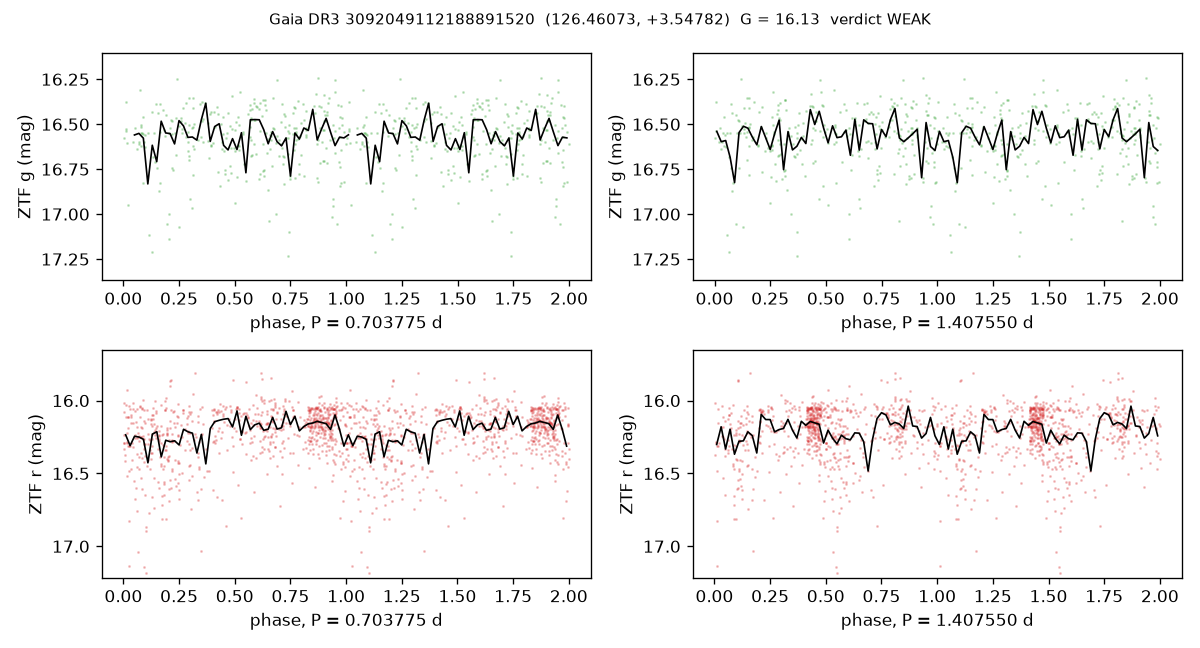 Gaia DR3 3092049112188891520  (126.46073, +3.54782)  G = 16.13  verdict WEAK
ZTF g (mag)
16.25
16.50
16.75
17.00
17.25
0.00 0.25 0.50 0.75 1.00 1.25 1.50 1.75 2.00
phase, P = 0.703775 d
ZTF g (mag)
16.25
16.50
16.75
17.00
17.25
0.00 0.25 0.50 0.75 1.00 1.25 1.50 1.75 2.00
phase, P = 1.407550 d
ZTF r (mag)
16.0
16.5
17.0
0.00 0.25 0.50 0.75 1.00 1.25 1.50 1.75 2.00
phase, P = 0.703775 d
ZTF r (mag)
16.0
16.5
17.0
0.00 0.25 0.50 0.75 1.00 1.25 1.50 1.75 2.00
phase, P = 1.407550 d